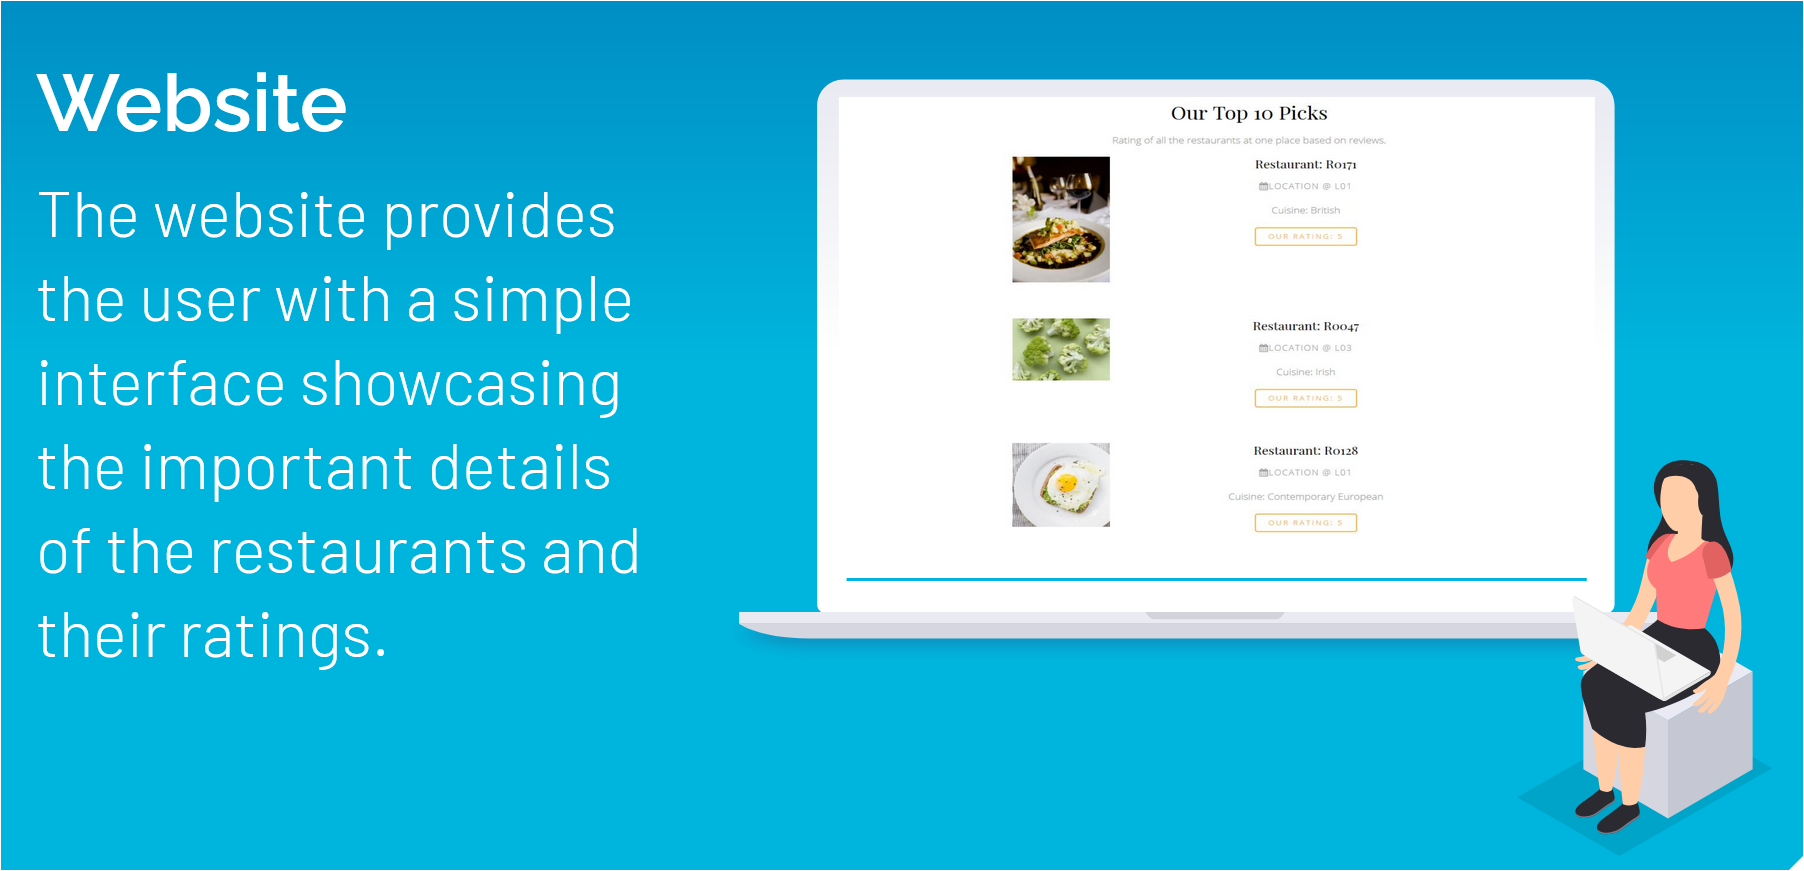 Website
The website provides
the user with a simple
interface showcasing
the important details
of the restaurants and
their ratings.
Our Top 10 Picks
Rating of all the restaurants at one place based on reviews.
Restaurant: R0171
LOCATION @ L01
Cuisine: British
OUR RATING: 5
Restaurant: R0047
LOCATION @ L03
Cuisine: Irish
OUR RATING: 5
Restaurant: R0128
LOCATION @ L01
Cuisine: Contemporary European
OUR RATING: 5